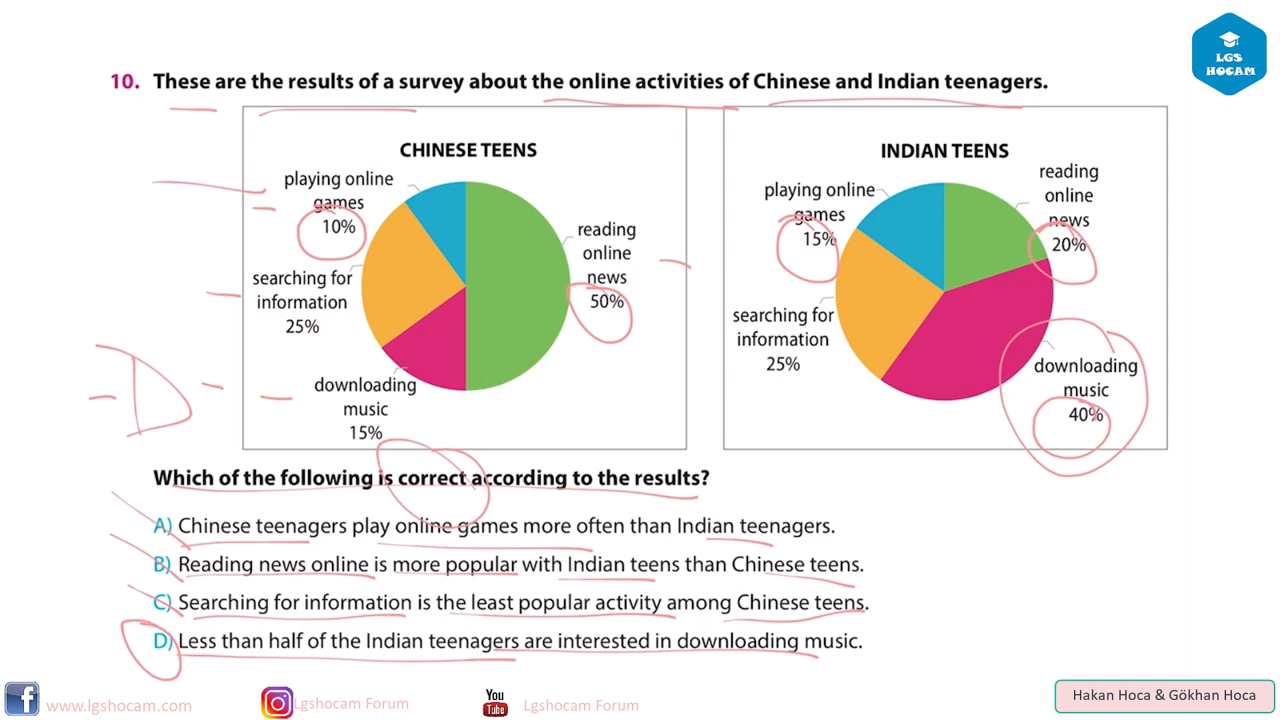 LGS
HOCAM
10. These are the results of a survey about the online activities of Chinese and Indian teenagers.
CHINESE TEENS
playing online
games
10%
reading
online
news
50%
searching for
information
25%
downloading
music
15%
INDIAN TEENS
playing online
games
15%
reading
online
news
20%
searching for
information
25%
downloading
music
40%
D
Which of the following is correct according to the results?
A) Chinese teenagers play online games more often than Indian teenagers.
B) Reading news online is more popular with Indian teens than Chinese teens.
C) Searching for information is the least popular activity among Chinese teens.
D) Less than half of the Indian teenagers are interested in downloading music.
www.lgshocam.com
Lgshocam Forum
You
Tube
Lgshocam Forum
Hakan Hoca & Gökhan Hoca